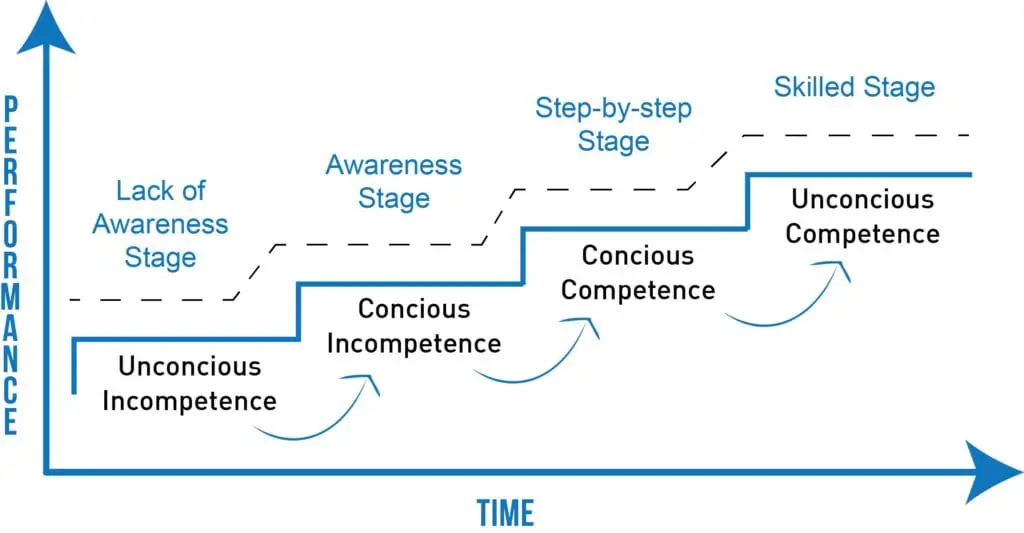 PERFORMANCE
Lack of
Awareness
Stage
Awareness
Stage
Step-by-step
Stage
Skilled Stage
Unconcious
Incompetence
Concious
Incompetence
Concious
Competence
Unconcious
Competence
TIME